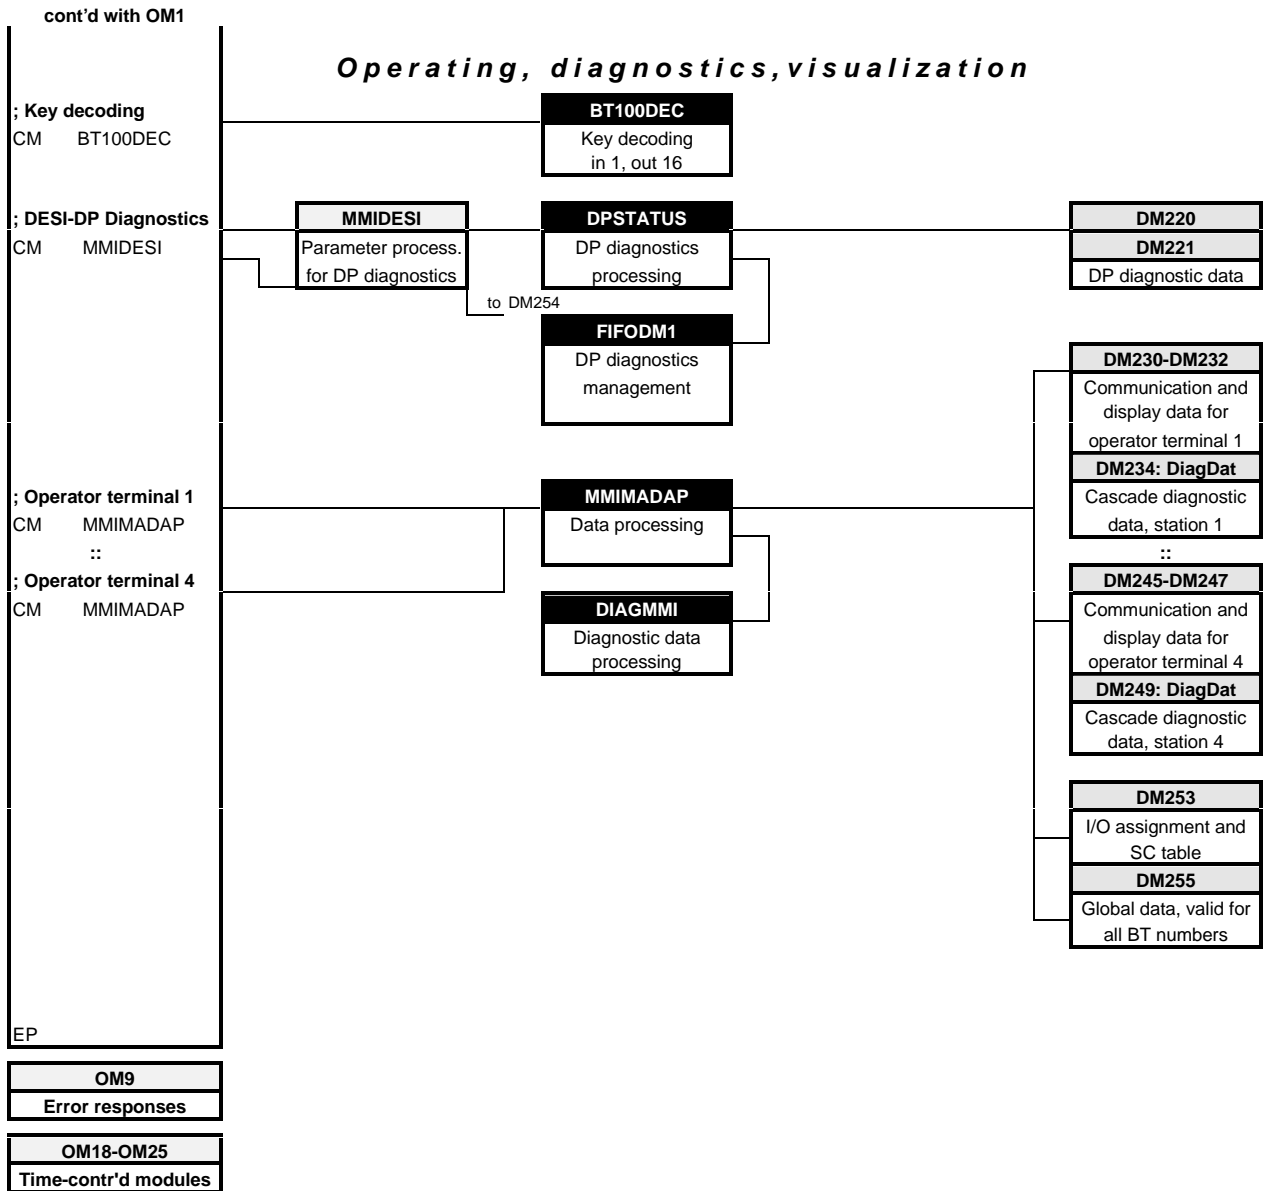 cont’d with OM1
Operating, diagnostics,visualization
; Key decoding
CM BT100DEC
BT100DEC
Key decoding
in 1, out 16
; DESI-DP Diagnostics
CM MMIDESI
MMIDESI
Parameter process.
for DP diagnostics
to DM254
DPSTATUS
DP diagnostics
processing
FIFODM1
DP diagnostics
management
DM220
DM221
DP diagnostic data
; Operator terminal 1
CM MMIMADAP
::
; Operator terminal 4
CM MMIMADAP
MMIMADAP
Data processing
DIAGMMI
Diagnostic data
processing
DM230-DM232
Communication and
display data for
operator terminal 1
DM234: DiagDat
Cascade diagnostic
data, station 1
::
DM245-DM247
Communication and
display data for
operator terminal 4
DM249: DiagDat
Cascade diagnostic
data, station 4
DM253
I/O assignment and
SC table
DM255
Global data, valid for
all BT numbers
EP
OM9
Error responses
OM18-OM25
Time-contr'd modules